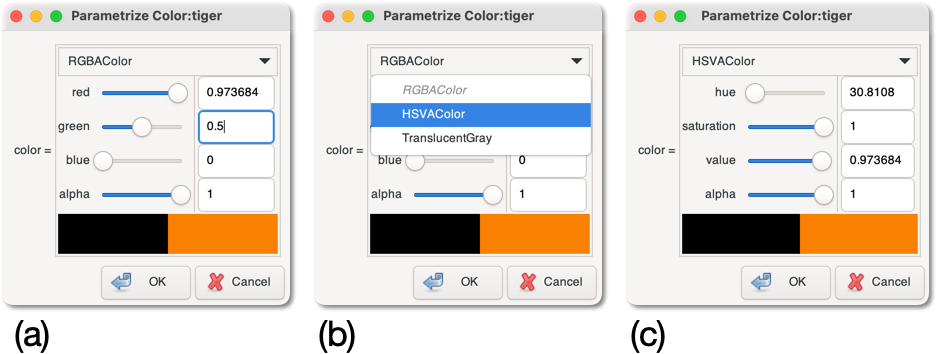 Parametrize Color:tiger
RGBAColor
red 0.973684
green 0.5
color =
blue 0
alpha 1
OK Cancel
(a)
Parametrize Color:tiger
RGBAColor
RGBAColor
HSVAColor
TranslucentGray
color =
blue 0
alpha 1
OK Cancel
(b)
Parametrize Color:tiger
HSVAColor
hue 30.8108
saturation 1
color =
value 0.973684
alpha 1
OK Cancel
(c)